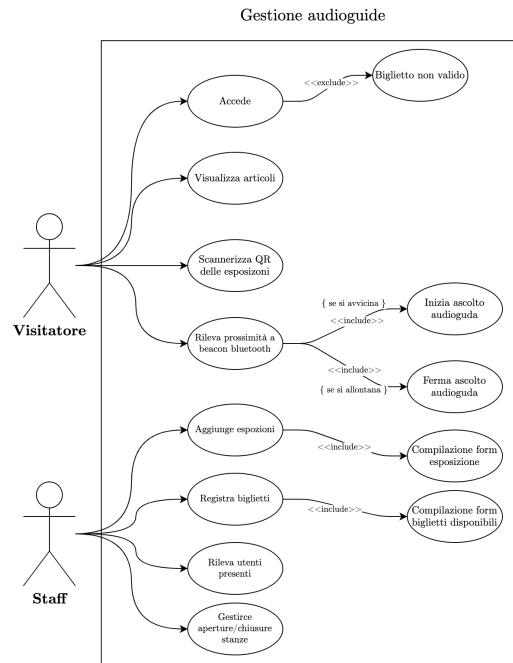 Gestione audioguide
<<exclude>>
Biglietto non valido
Accede
Visualizza articoli
Scannerizza QR
delle esposizoni
Visitatore
{ se si avvicina }
<<include>>
Inizia ascolto
audioguda
Rileva prossimità a
beacon bluetooth
<<include>>
{ se si allontana }
Ferma ascolto
audioguda
Aggiunge espozioni
<<include>>
Compilazione form
esposizione
Registra biglietti
<<include>>
Compilazione form
biglietti disponibili
Staff
Rileva utenti
presenti
Gestirce
aperture/chiusure
stanze